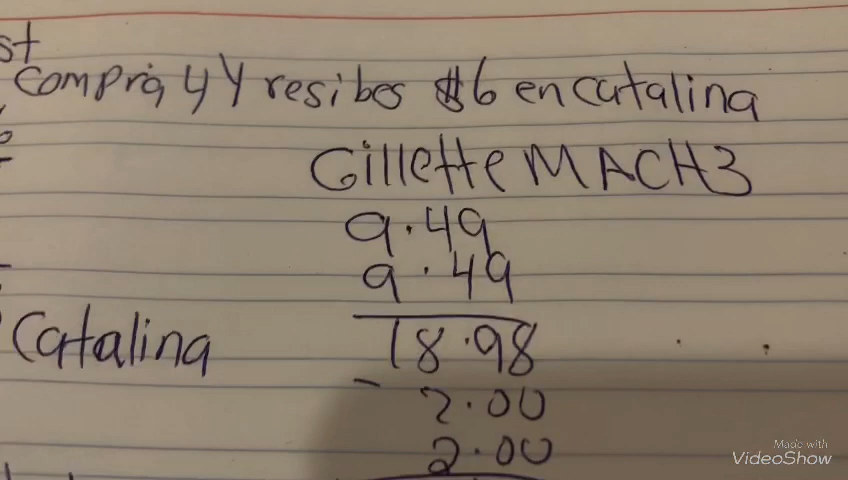 st
Compra 4 Y resibes $6 en catalina
Gillette MACH3
9.49
9.49
Catalina 18.98
- 2.00
2.00
Made with
VideoShow